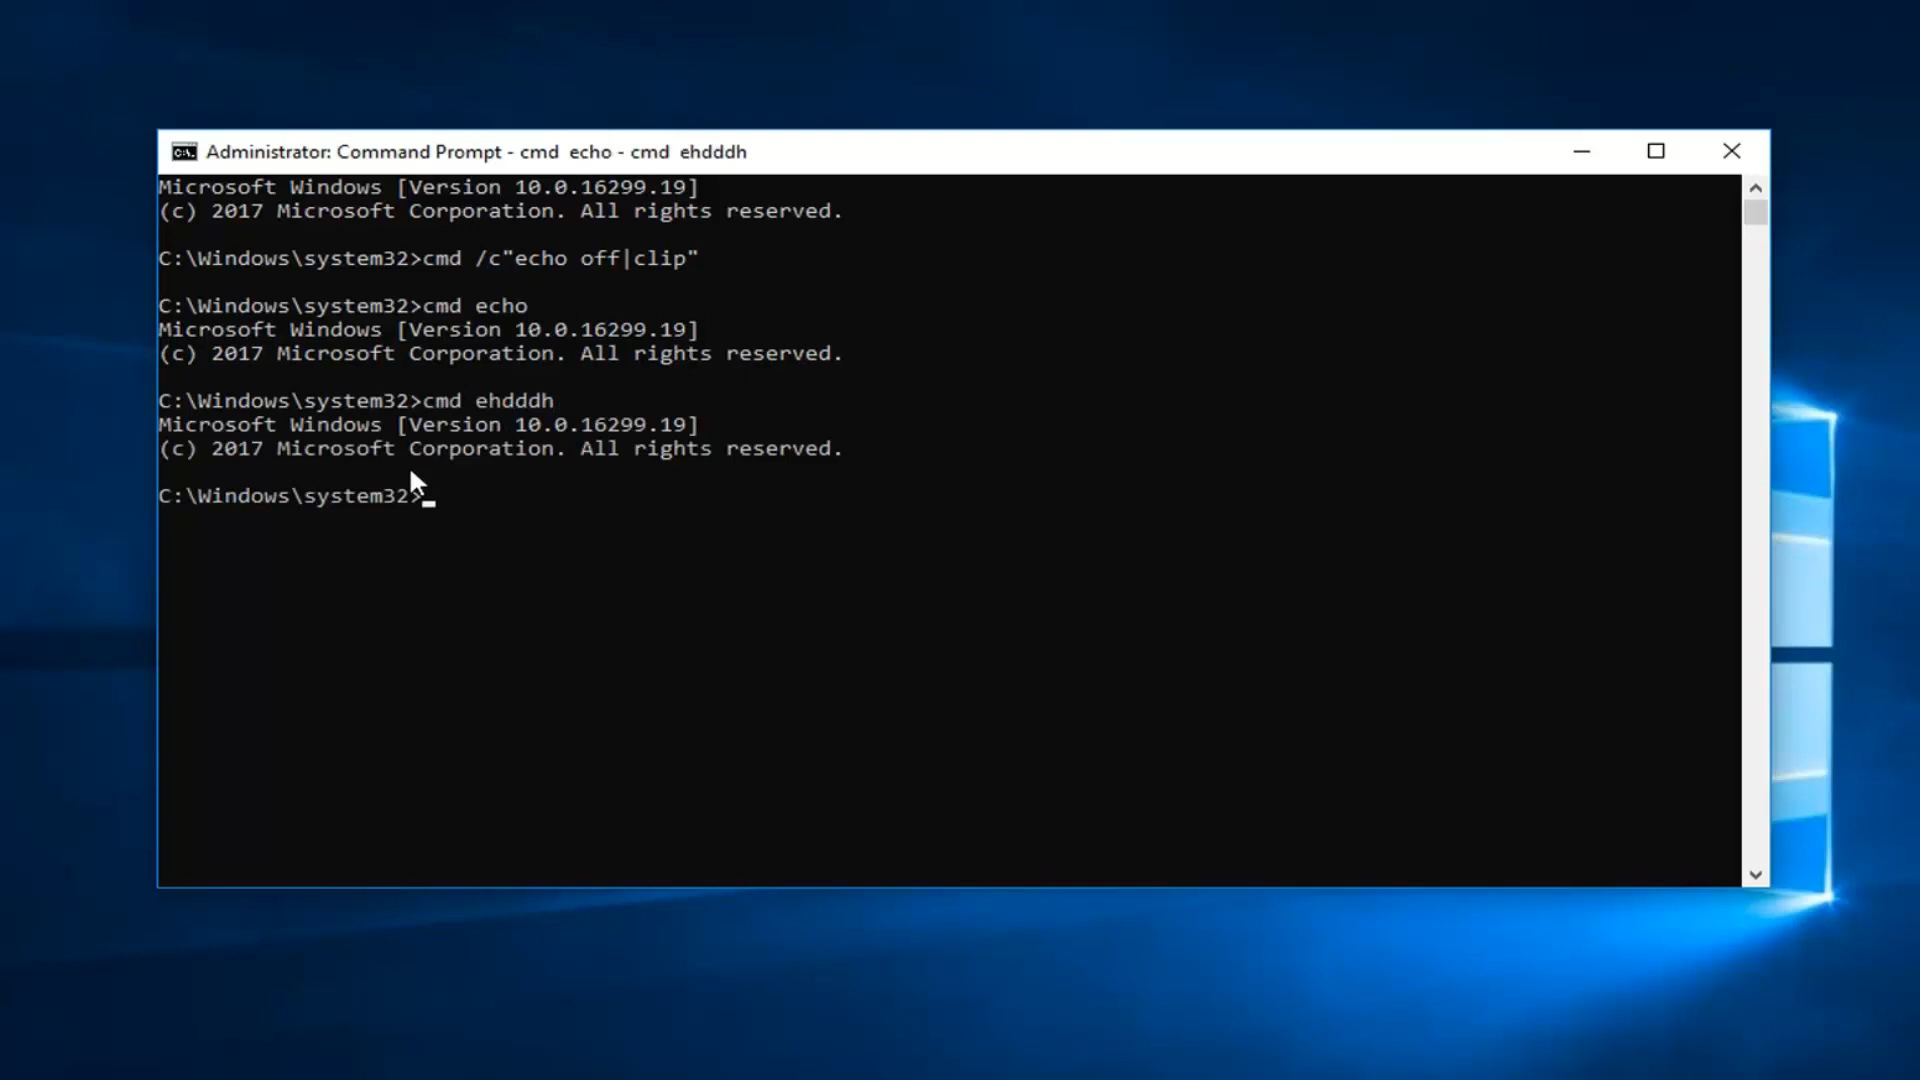 Administrator: Command Prompt - cmd  echo - cmd  ehdddh
Microsoft Windows [Version 10.0.16299.19]
(c) 2017 Microsoft Corporation. All rights reserved.
C:\Windows\system32>cmd /c"echo off|clip"
C:\Windows\system32>cmd echo
Microsoft Windows [Version 10.0.16299.19]
(c) 2017 Microsoft Corporation. All rights reserved.
C:\Windows\system32>cmd ehdddh
Microsoft Windows [Version 10.0.16299.19]
(c) 2017 Microsoft Corporation. All rights reserved.
C:\Windows\system32>